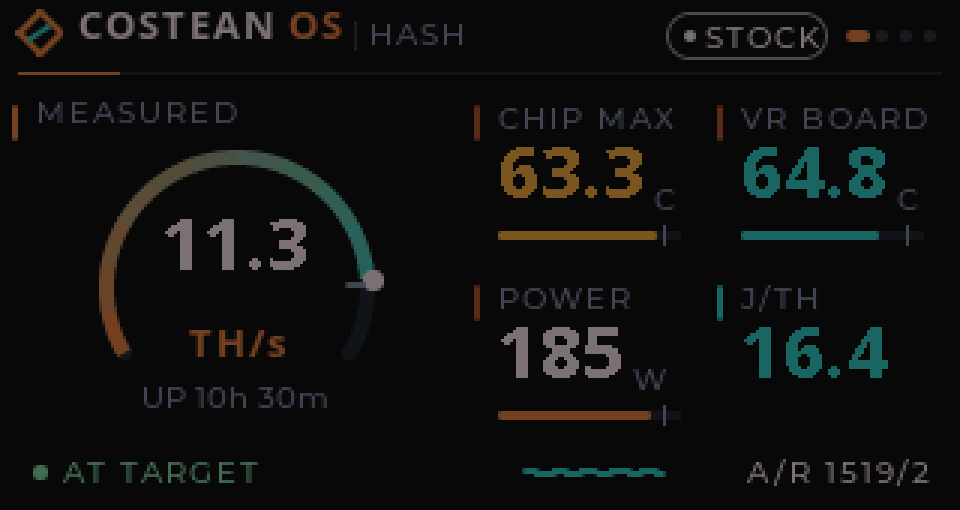 COSTEAN OS | HASH
STOCK
MEASURED
11.3
TH/s
UP 10h 30m
CHIP MAX
63.3 C
VR BOARD
64.8 C
POWER
185 W
J/TH
16.4
AT TARGET
A/R 1519/2